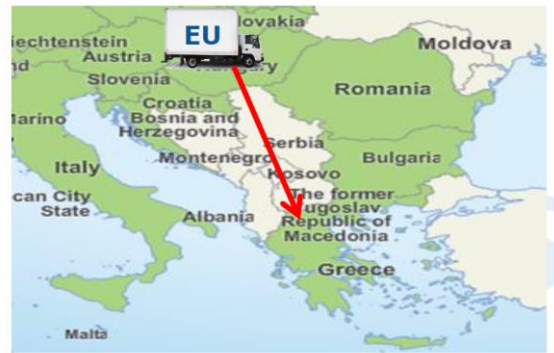 EU
lovakia
iechtenstein
Austria
Moldova
Slovenia
Romania
Croatia
Bosnia and
Herzegovina
arino
Serbia
Montenegro
Bulgaria
Italy
Kosovo
can City
State
The former
Yugoslav
Republic of
Macedonia
Albania
Greece
Malta